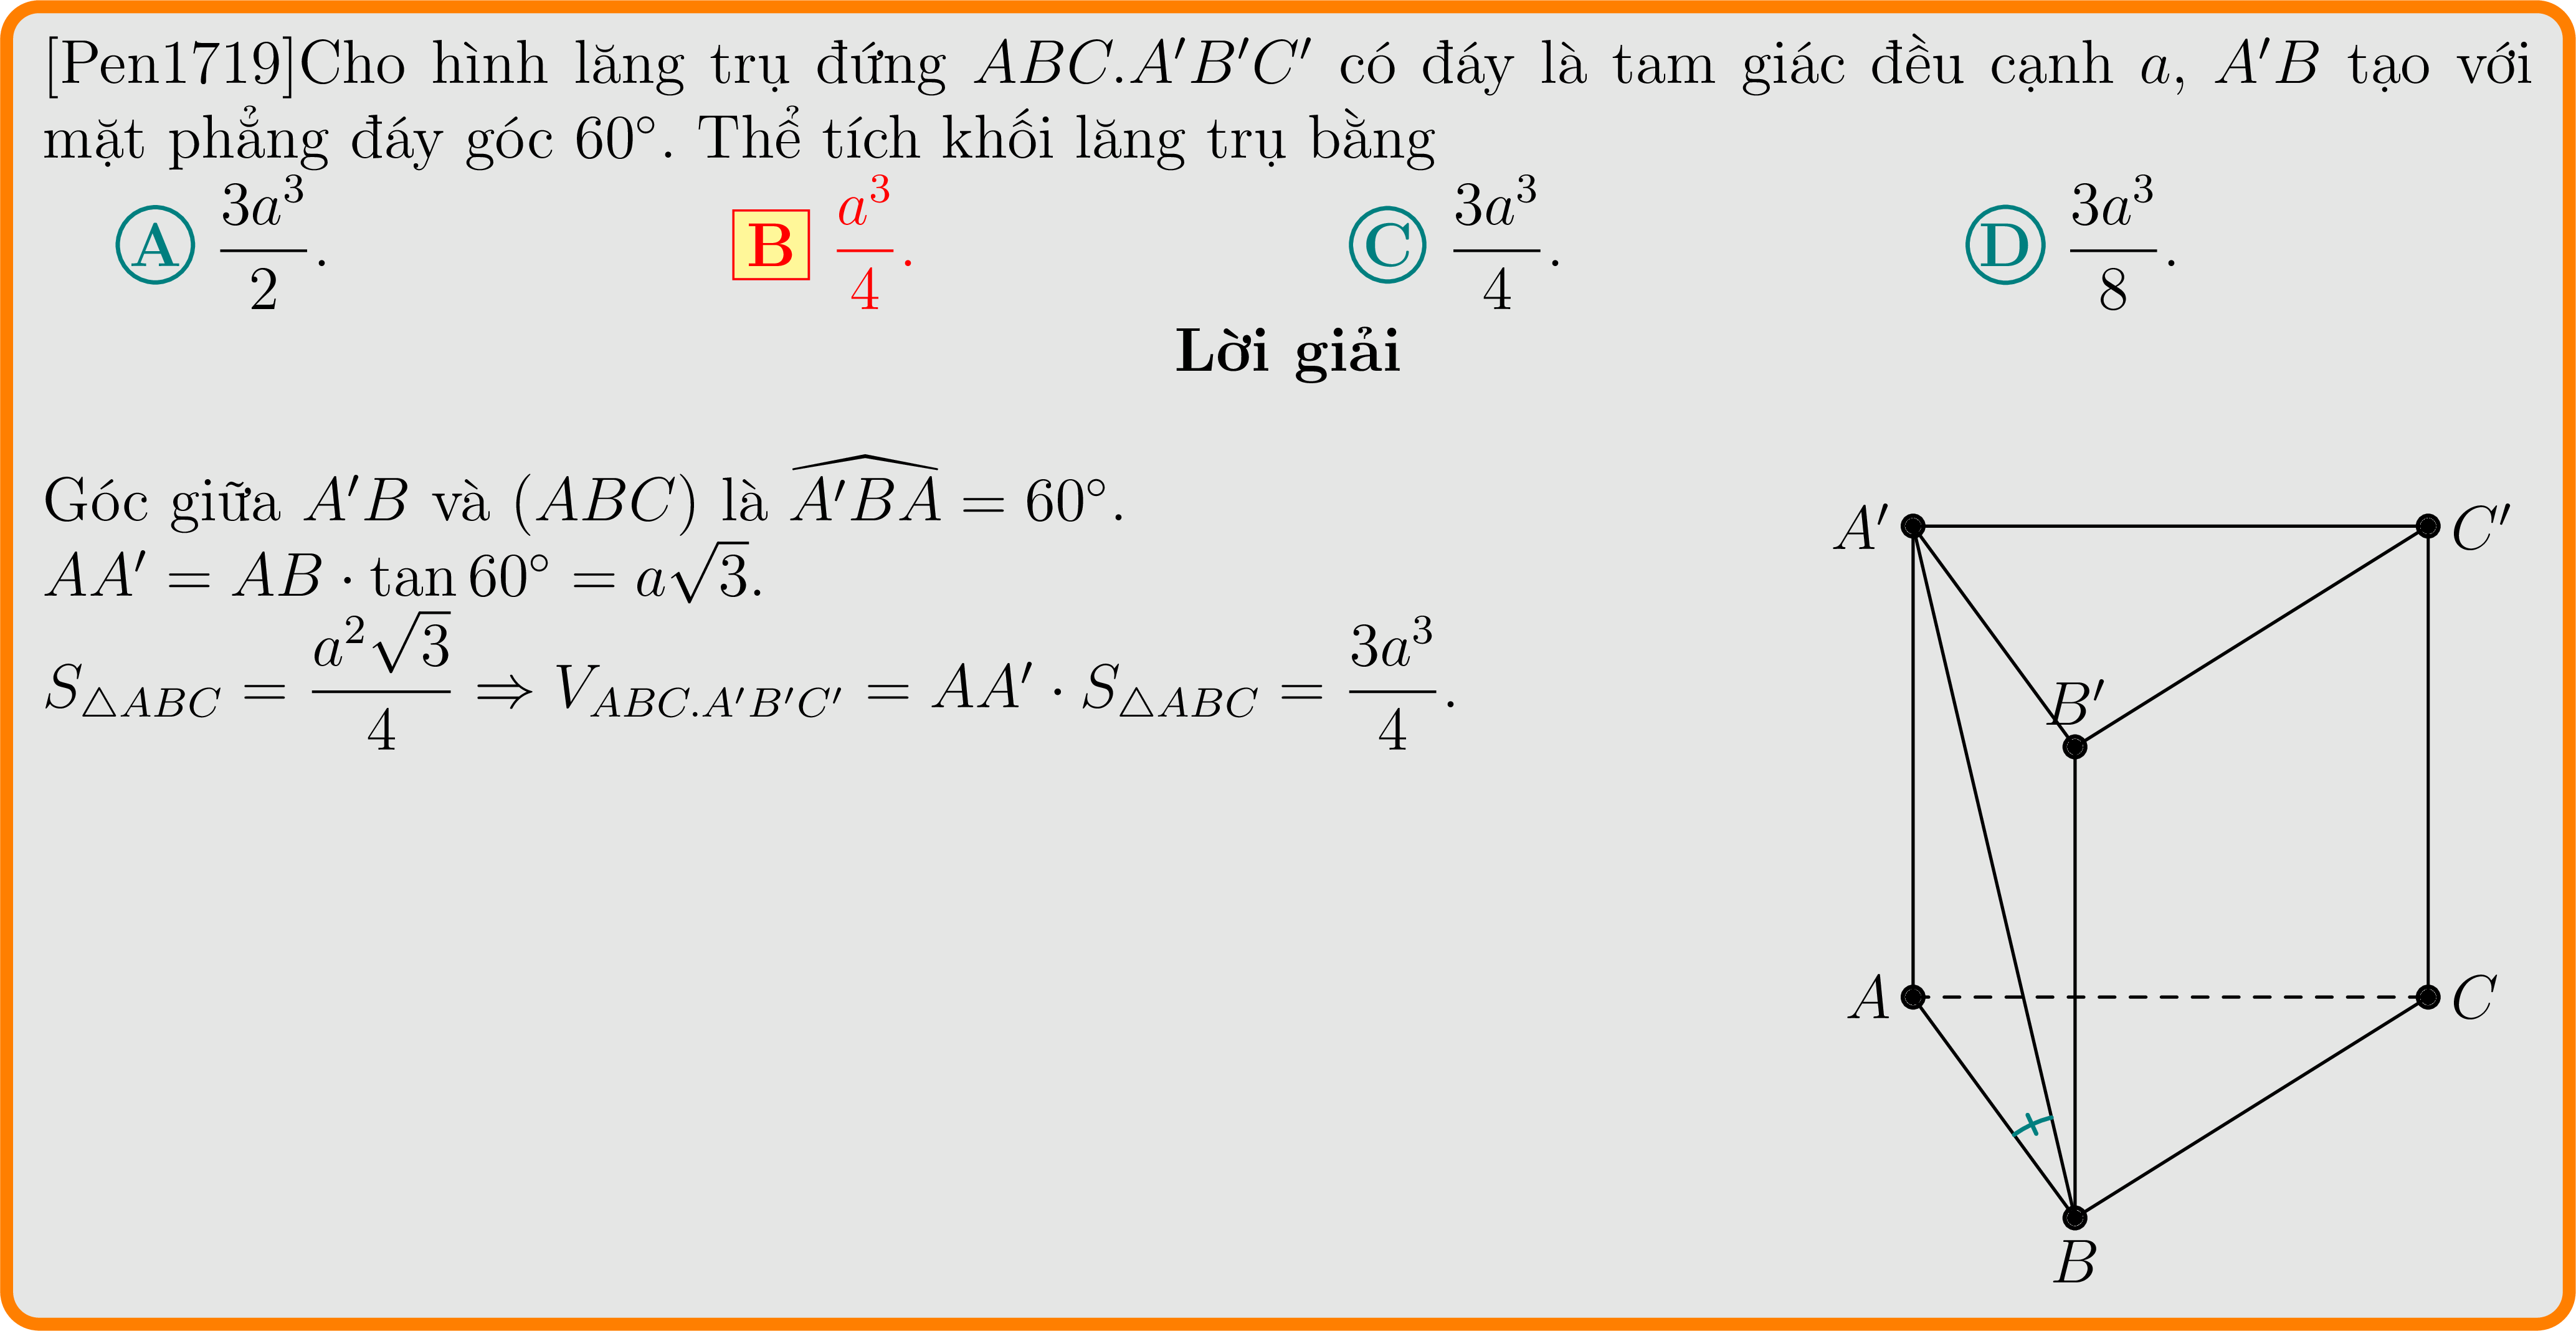 [Pen1719]Cho hình lăng trụ đứng ABC.A′B′C′ có đáy là tam giác đều cạnh a, A′B tạo với
mặt phẳng đáy góc 60°. Thể tích khối lăng trụ bằng
A $\frac{3a^3}{2}$. B $\frac{a^3}{4}$. C $\frac{3a^3}{4}$. D $\frac{3a^3}{8}$.
Lời giải
Góc giữa A′B và (ABC) là $\widehat{A'BA}$ = 60°.
AA′ = AB · tan 60° = a√3.
$S_{\triangle ABC} = \frac{a^2\sqrt{3}}{4} \Rightarrow V_{ABC.A'B'C'} = AA' \cdot S_{\triangle ABC} = \frac{3a^3}{4}$.
A′ C′
B′
A C
B